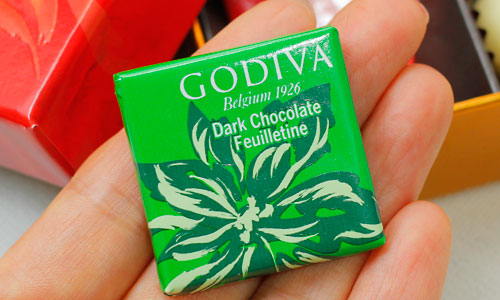 GODIVA
Belgium 1926
Dark Chocolate
Feuilletine